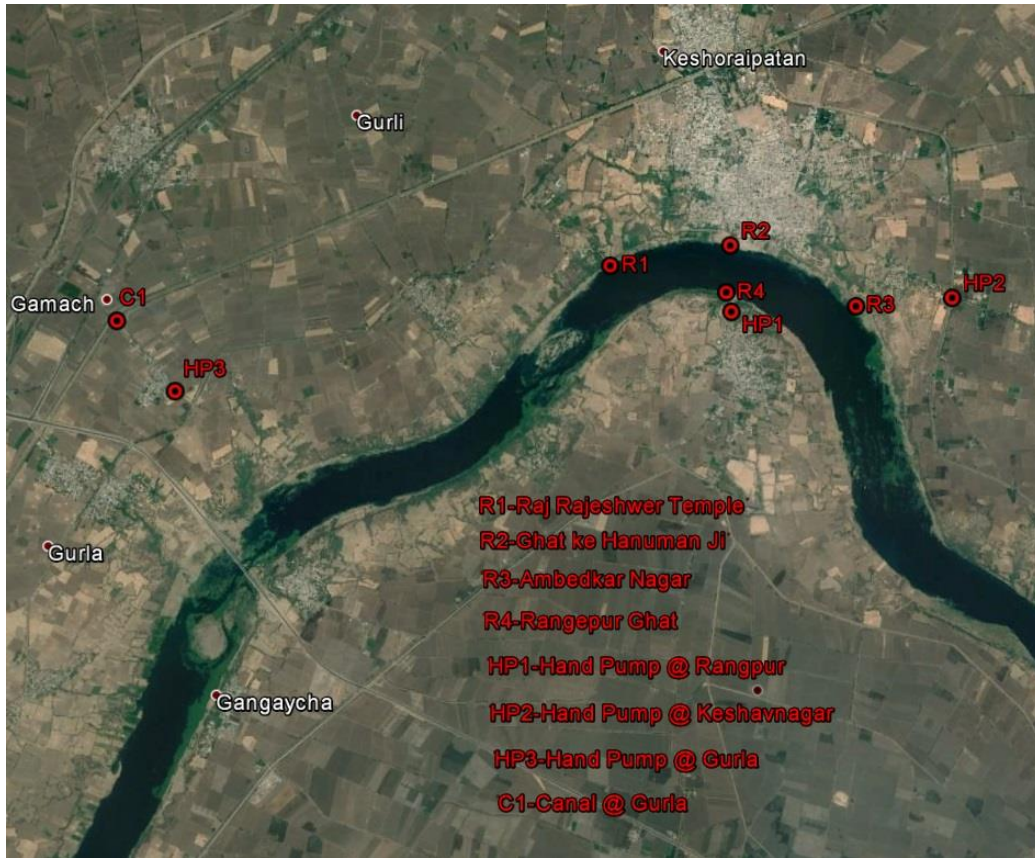 Keshoraipatan
Gurli
R2
R1
R4
HP2
Gamach
C1
R3
HP1
HP3
R1-Raj Rajeshwer Temple
R2-Ghat ke Hanuman Ji
Gurla
R3-Ambedkar Nagar
R4-Rangepur Ghat
HP1-Hand Pump @ Rangpur
Gangaycha
HP2-Hand Pump @ Keshavnagar
HP3-Hand Pump @ Gurla
C1-Canal @ Gurla